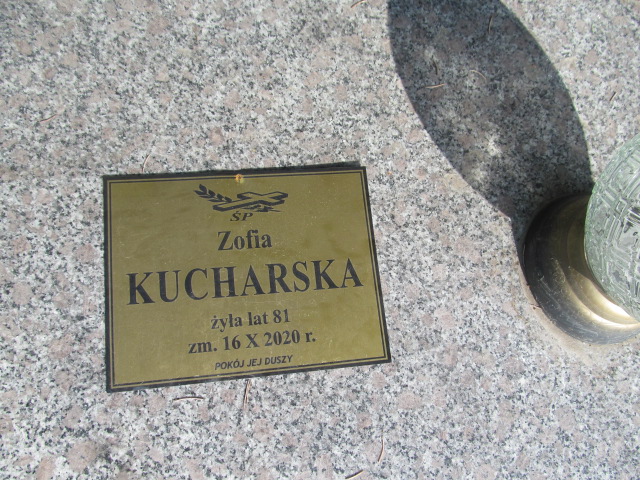 ŚP
Zofia
KUCHARSKA
żyła lat 81
zm. 16 X 2020 r.
POKÓJ JEJ DUSZY